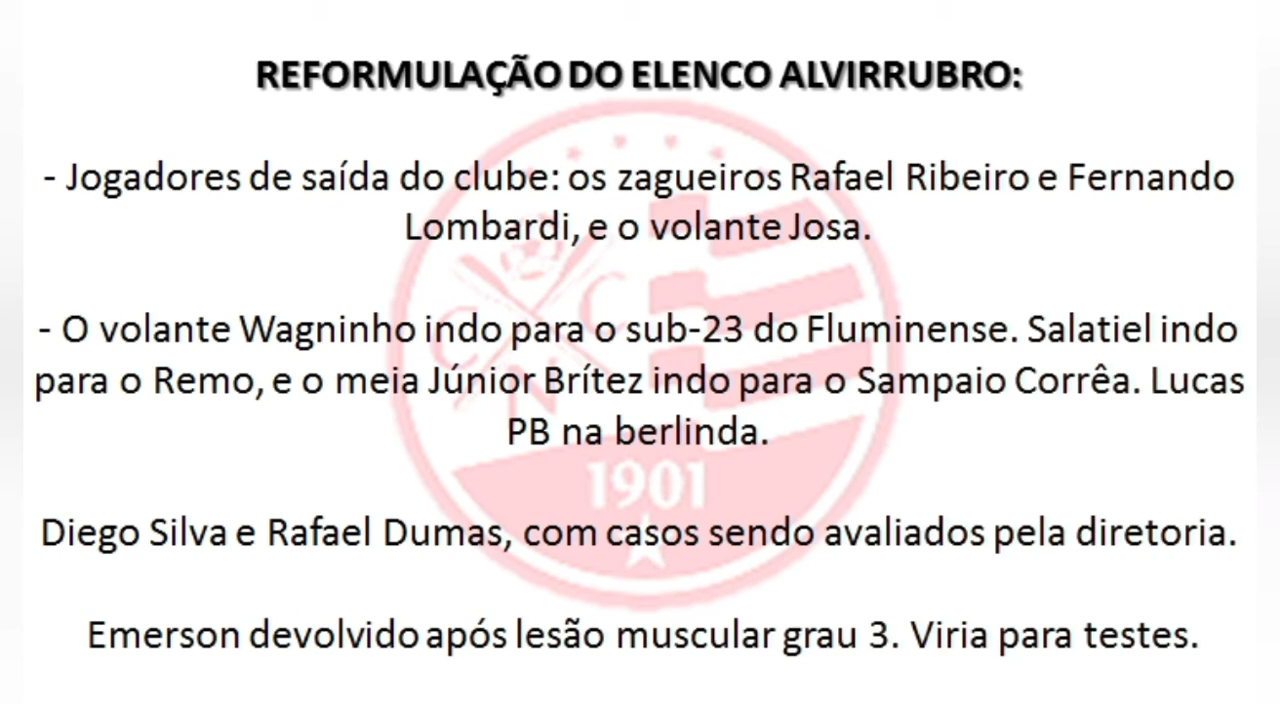 REFORMULAÇÃO DO ELENCO ALVIRRUBRO:
- Jogadores de saída do clube: os zagueiros Rafael Ribeiro e Fernando
Lombardi, e o volante Josa.
- O volante Wagninho indo para o sub-23 do Fluminense. Salatiel indo
para o Remo, e o meia Júnior Brítez indo para o Sampaio Corrêa. Lucas
PB na berlinda.
C C N
1901
Diego Silva e Rafael Dumas, com casos sendo avaliados pela diretoria.
Emerson devolvido após lesão muscular grau 3. Viria para testes.